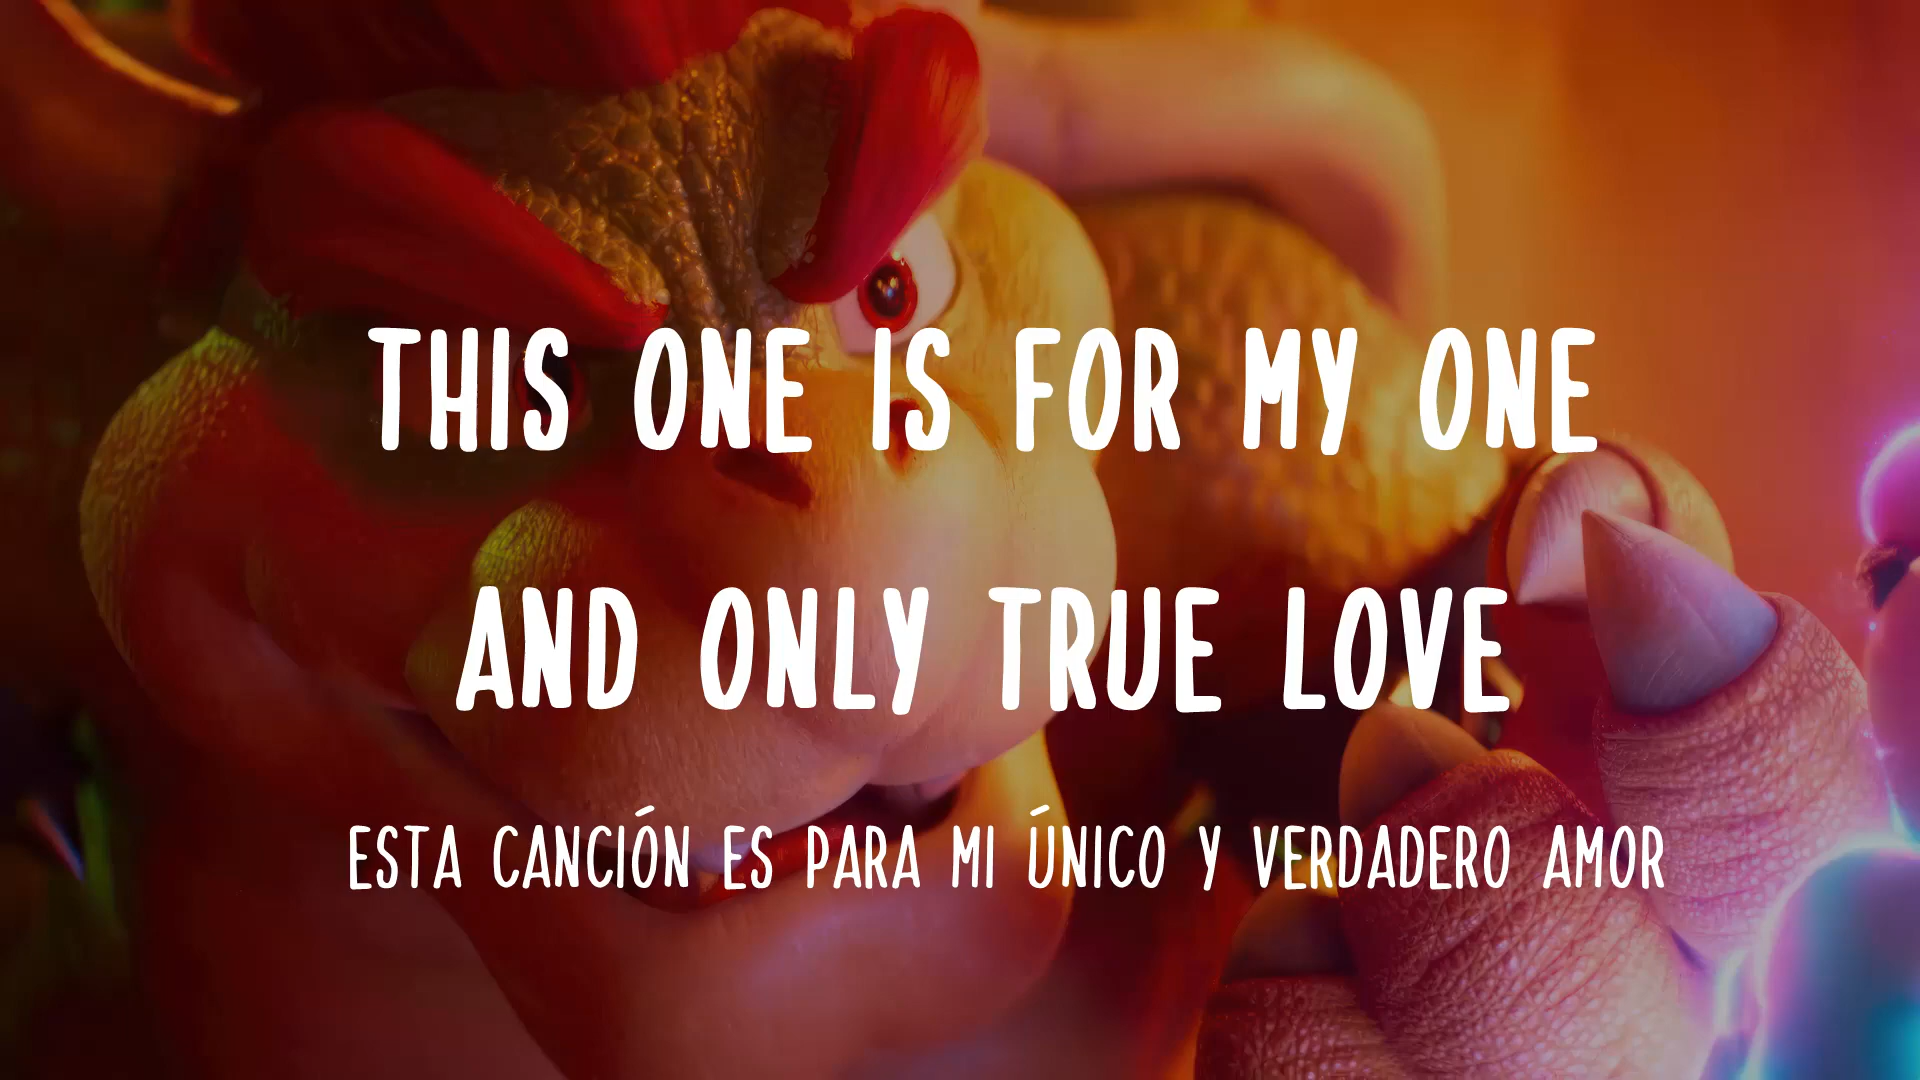 THIS ONE IS FOR MY ONE
AND ONLY TRUE LOVE
ESTA CANCIÓN ES PARA MI ÚNICO Y VERDADERO AMOR